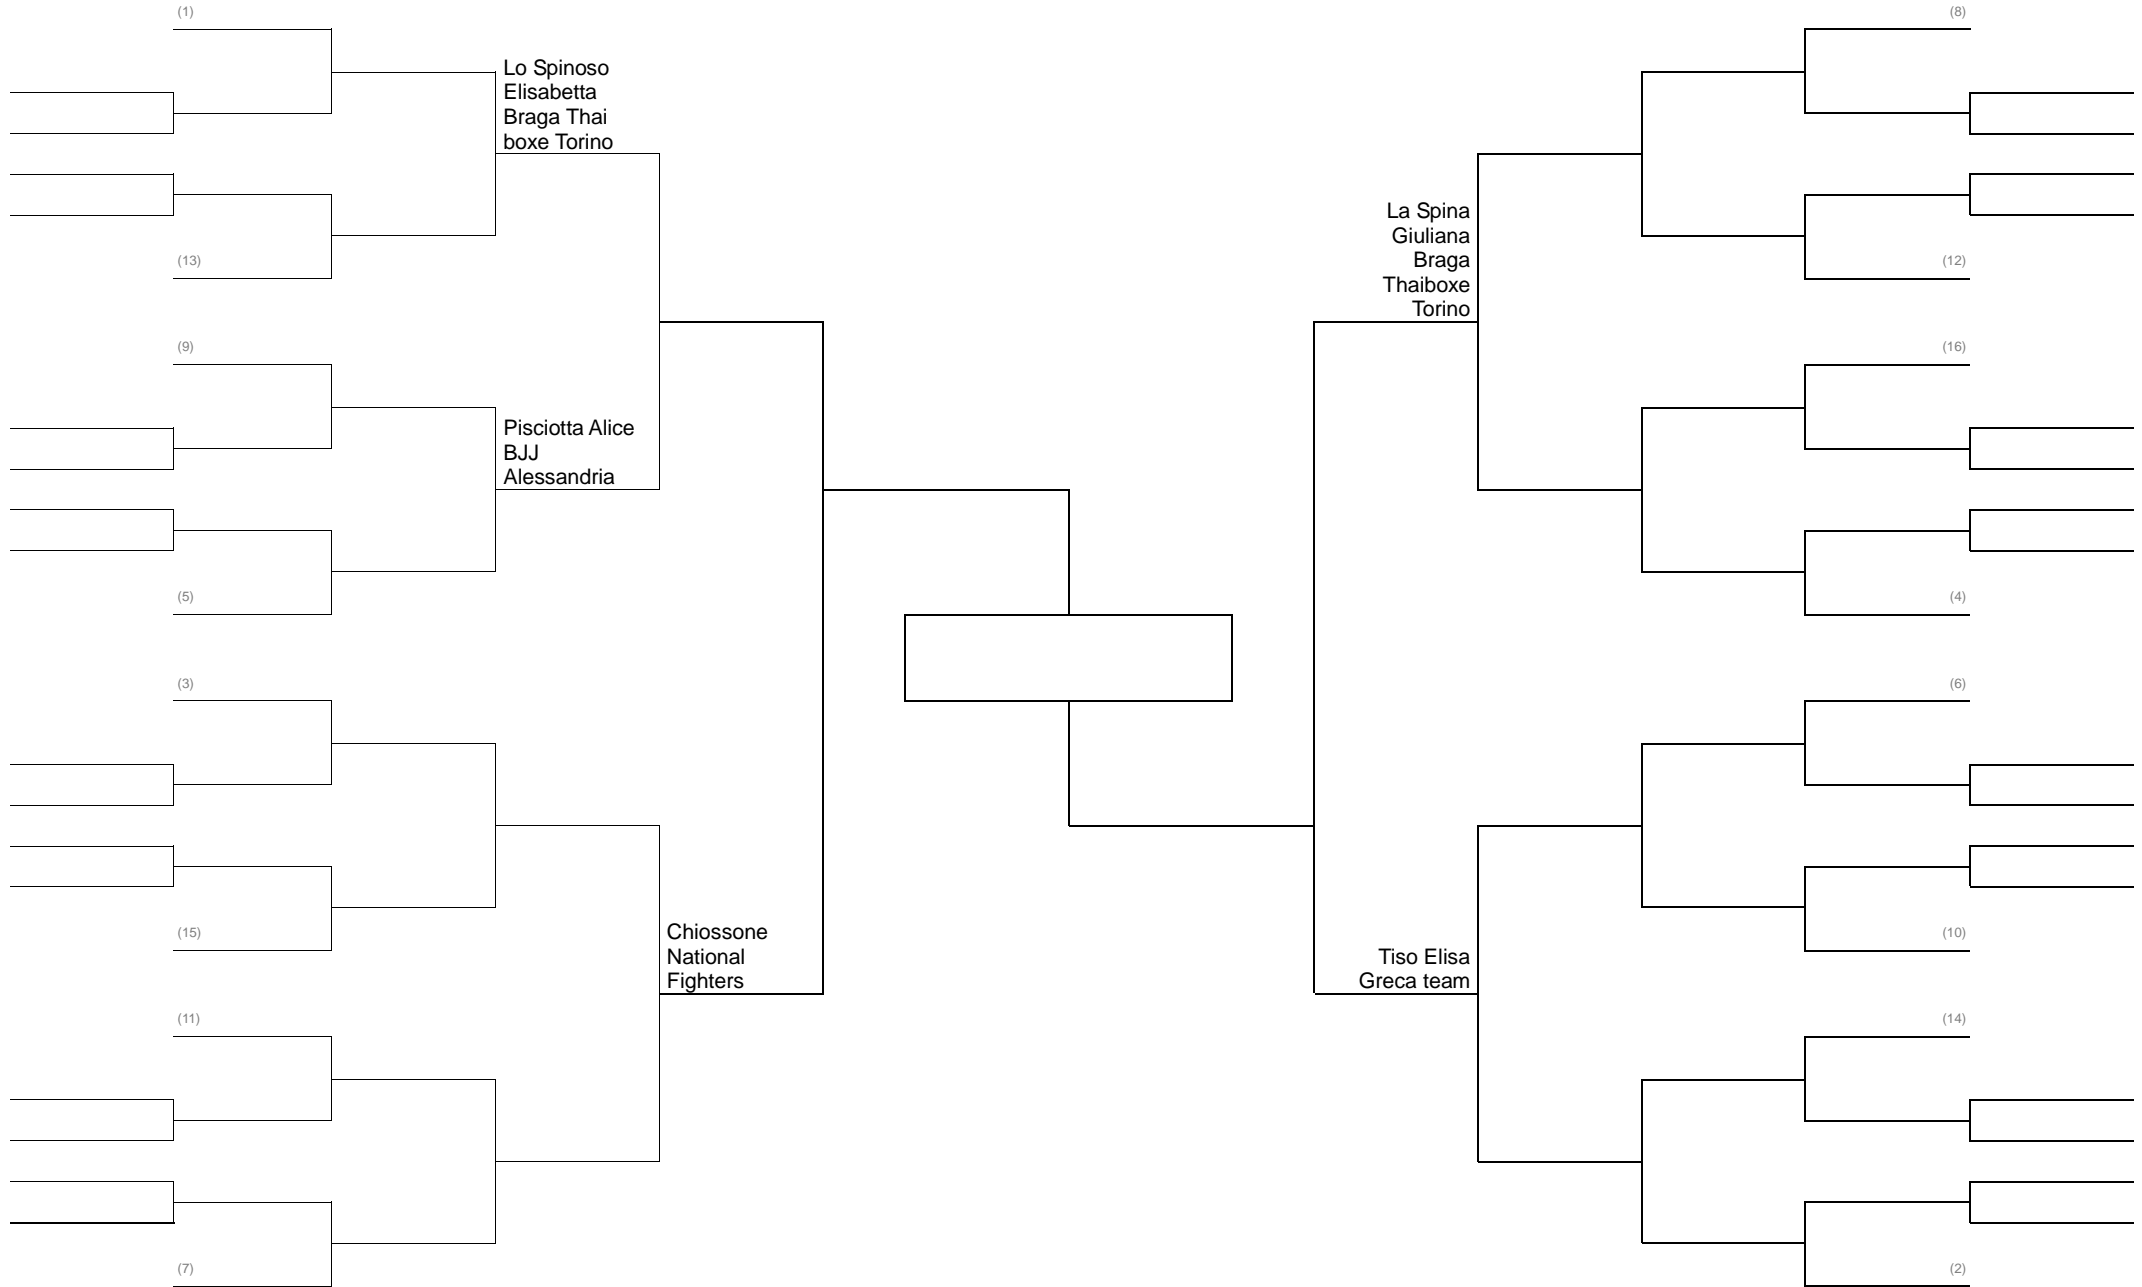 (1)
Lo Spinoso
Elisabetta
Braga Thai
boxe Torino
(13)
(9)
Pisciotta Alice
BJJ
Alessandria
(5)
(3)
(15)
Chiossone
National
Fighters
(11)
(7)
(8)
La Spina
Giuliana
Braga
Thaiboxe
Torino
(12)
(16)
(4)
(6)
(10)
Tiso Elisa
Greca team
(14)
(2)